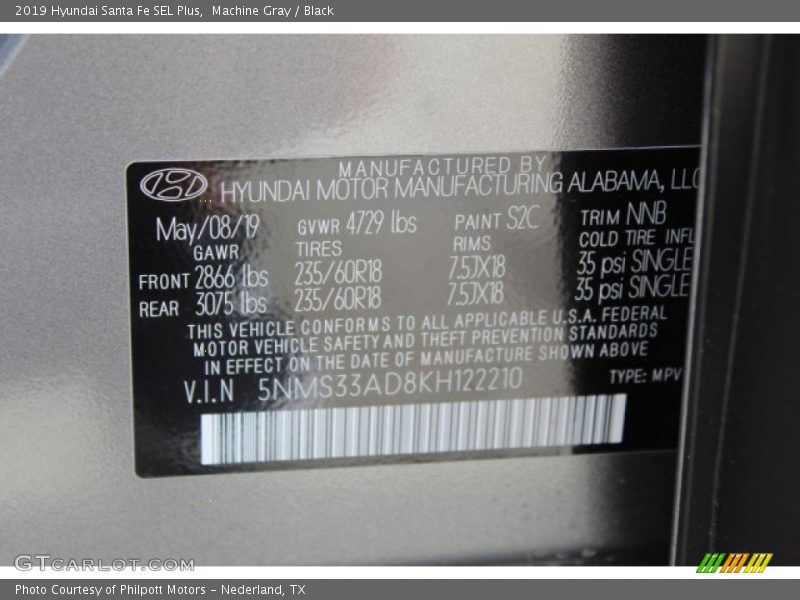 2019 Hyundai Santa Fe SEL Plus, Machine Gray / Black
MANUFACTURED BY
HYUNDAI MOTOR MANUFACTURING ALABAMA, LLC
May/08/19 GVWR 4729 lbs PAINT S2C TRIM NNB
GAWR TIRES RIMS COLD TIRE INFL
FRONT 2866 lbs 235/60R18 7.5JX18 35 psi SINGLE
REAR 3075 lbs 235/60R18 7.5JX18 35 psi SINGLE
THIS VEHICLE CONFORMS TO ALL APPLICABLE U.S.A. FEDERAL
MOTOR VEHICLE SAFETY AND THEFT PREVENTION STANDARDS
IN EFFECT ON THE DATE OF MANUFACTURE SHOWN ABOVE
V.I.N 5NMS33AD8KH122210 TYPE: MPV
GTCARLOT.COM
Photo Courtesy of Philpott Motors - Nederland, TX